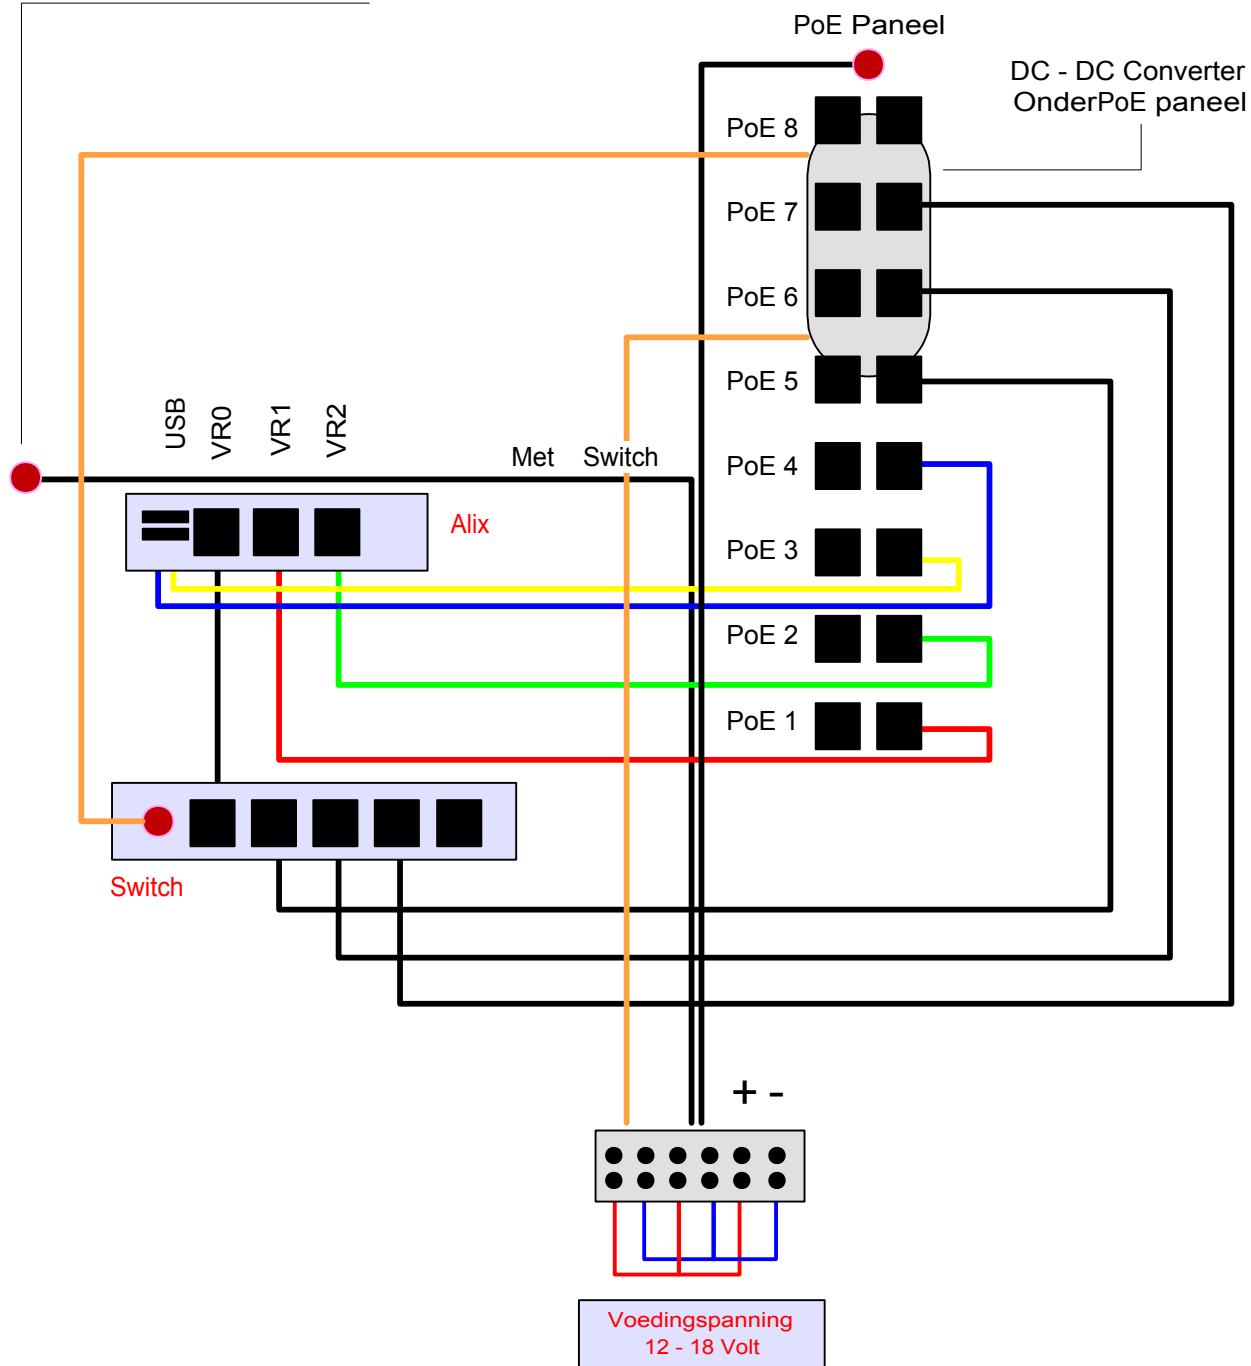 PoE Paneel
DC - DC Converter
OnderPoE paneel
PoE 8
PoE 7
PoE 6
PoE 5
USB
VR0
VR1
VR2
Met Switch
PoE 4
Alix
PoE 3
PoE 2
PoE 1
Switch
+ -
Voedingspanning
12 - 18 Volt